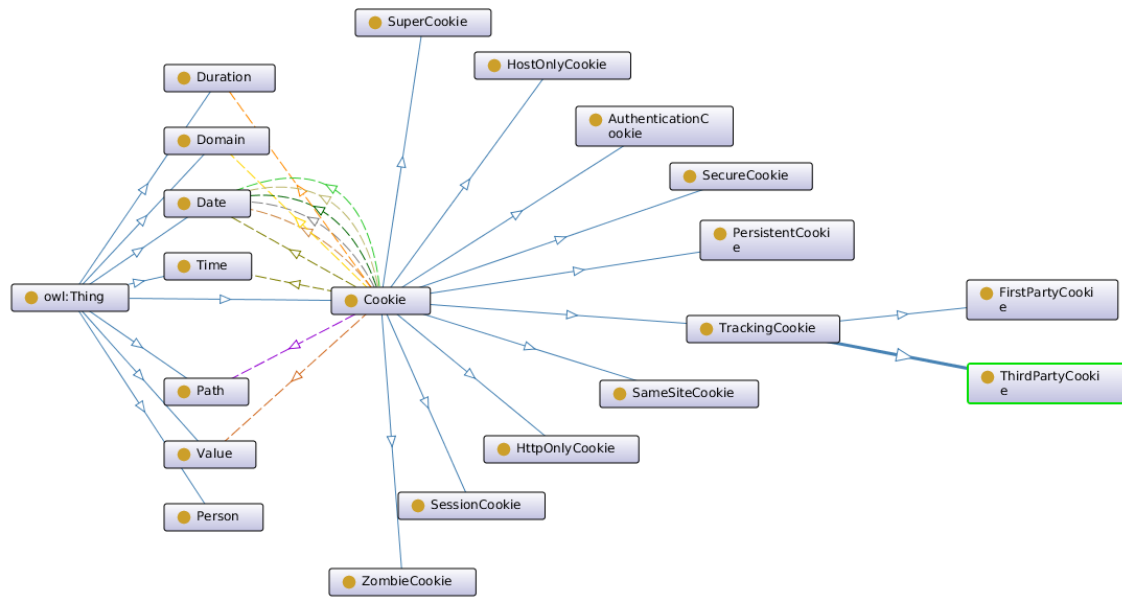 SuperCookie
HostOnlyCookie
Duration
AuthenticationC
ookie
Domain
SecureCookie
Date
PersistentCooki
e
Time
owl:Thing
Cookie
FirstPartyCooki
e
TrackingCookie
ThirdPartyCooki
e
Path
SameSiteCookie
Value
HttpOnlyCookie
SessionCookie
Person
ZombieCookie